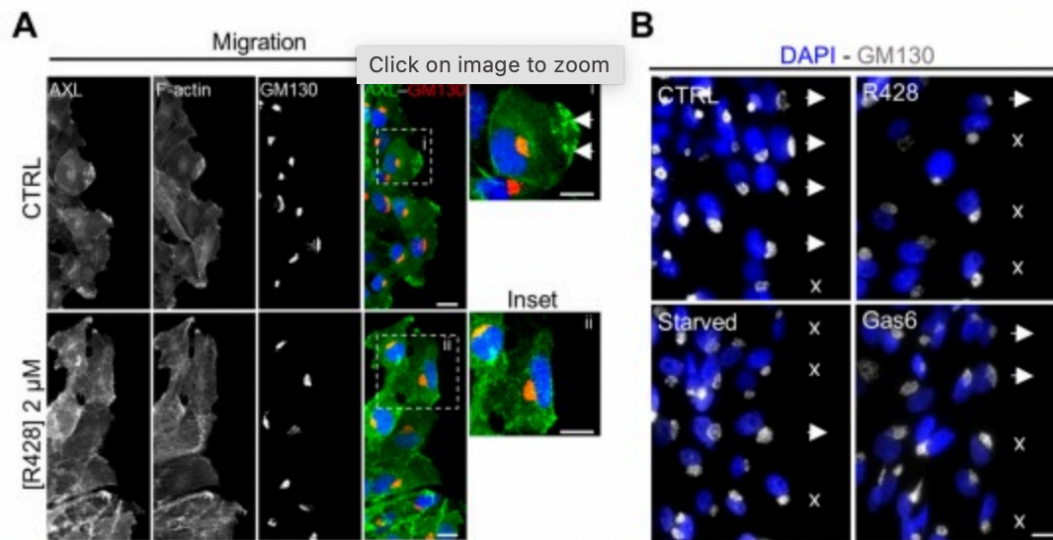 A
Migration
Click on image to zoom
AXL
F-actin
GM130
AXL–GM130
i
i
CTRL
Inset
ii
ii
[R428] 2 µM
B
DAPI - GM130
CTRL
R428
x
x
x
x
Starved
Gas6
x
x
x
x
x